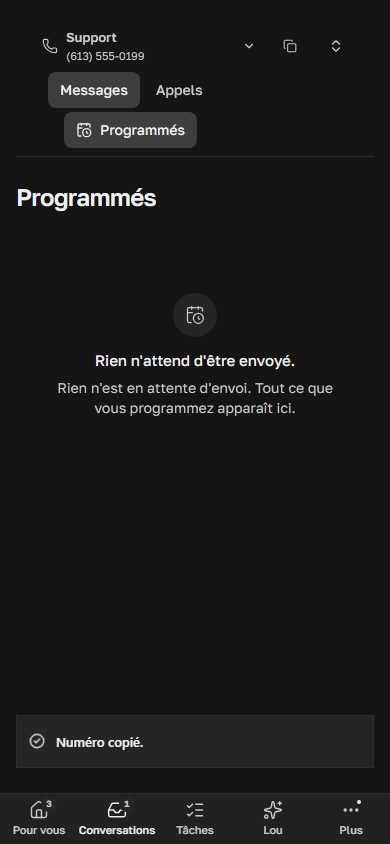 Support
(613) 555-0199
Messages Appels
Programmés
Programmés
Rien n'attend d'être envoyé.
Rien n'est en attente d'envoi. Tout ce que
vous programmez apparaît ici.
Numéro copié.
3 1
Pour vous Conversations Tâches Lou Plus